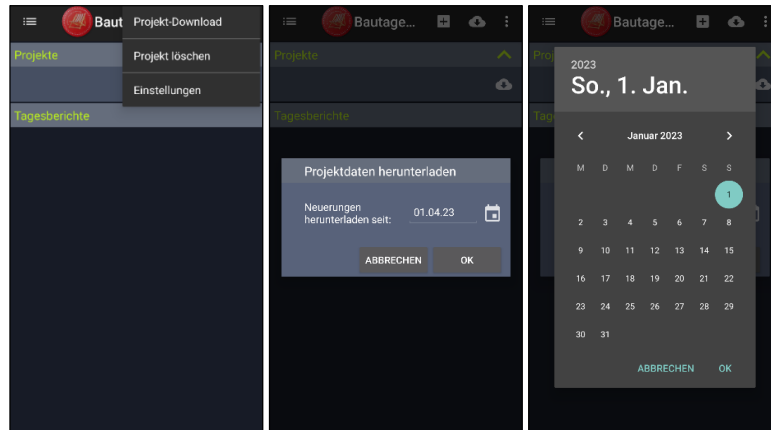 Baut
Projekt-Download
Projekt löschen
Einstellungen
Projekte
Tagesberichte
Bautage...
Projekte
Tagesberichte
Projektdaten herunterladen
Neuerungen
herunterladen seit:
01.04.23
ABBRECHEN OK
Bautage...
Proj
Tag
2023
So., 1. Jan.
Januar 2023
M D M D F S S
1
2 3 4 5 6 7 8
9 10 11 12 13 14 15
16 17 18 19 20 21 22
23 24 25 26 27 28 29
30 31
ABBRECHEN OK